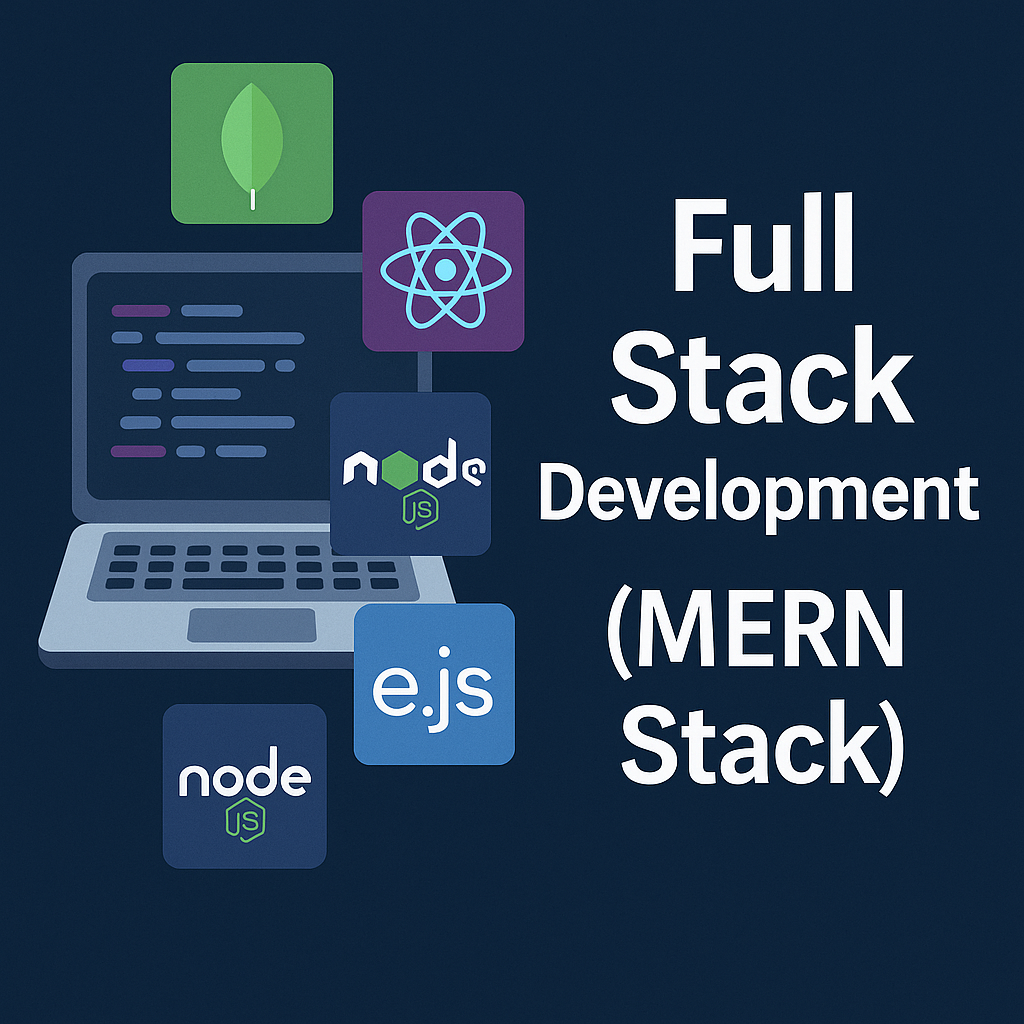 Full
Stack
Development
(MERN
Stack)
node
JS
e.js
node
JS